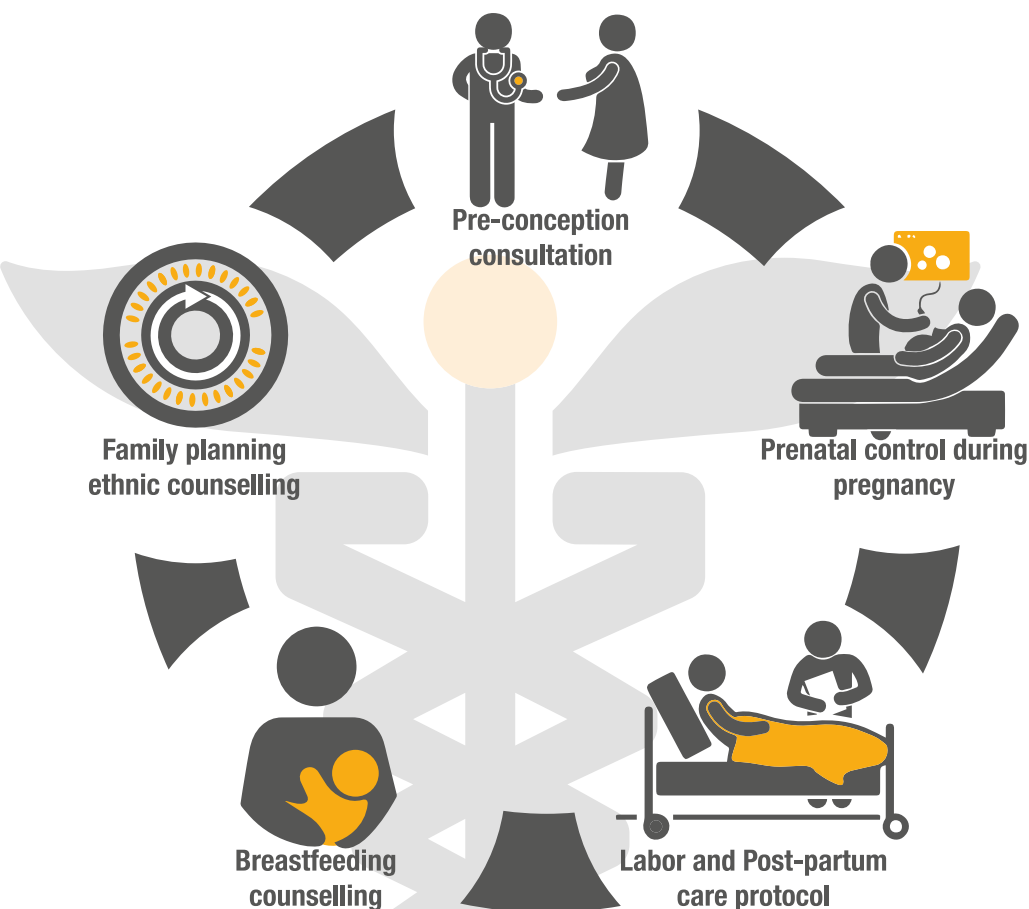 Pre-conception
consultation
Prenatal control during
pregnancy
Labor and Post-partum
care protocol
Breastfeeding
counselling
Family planning
ethnic counselling